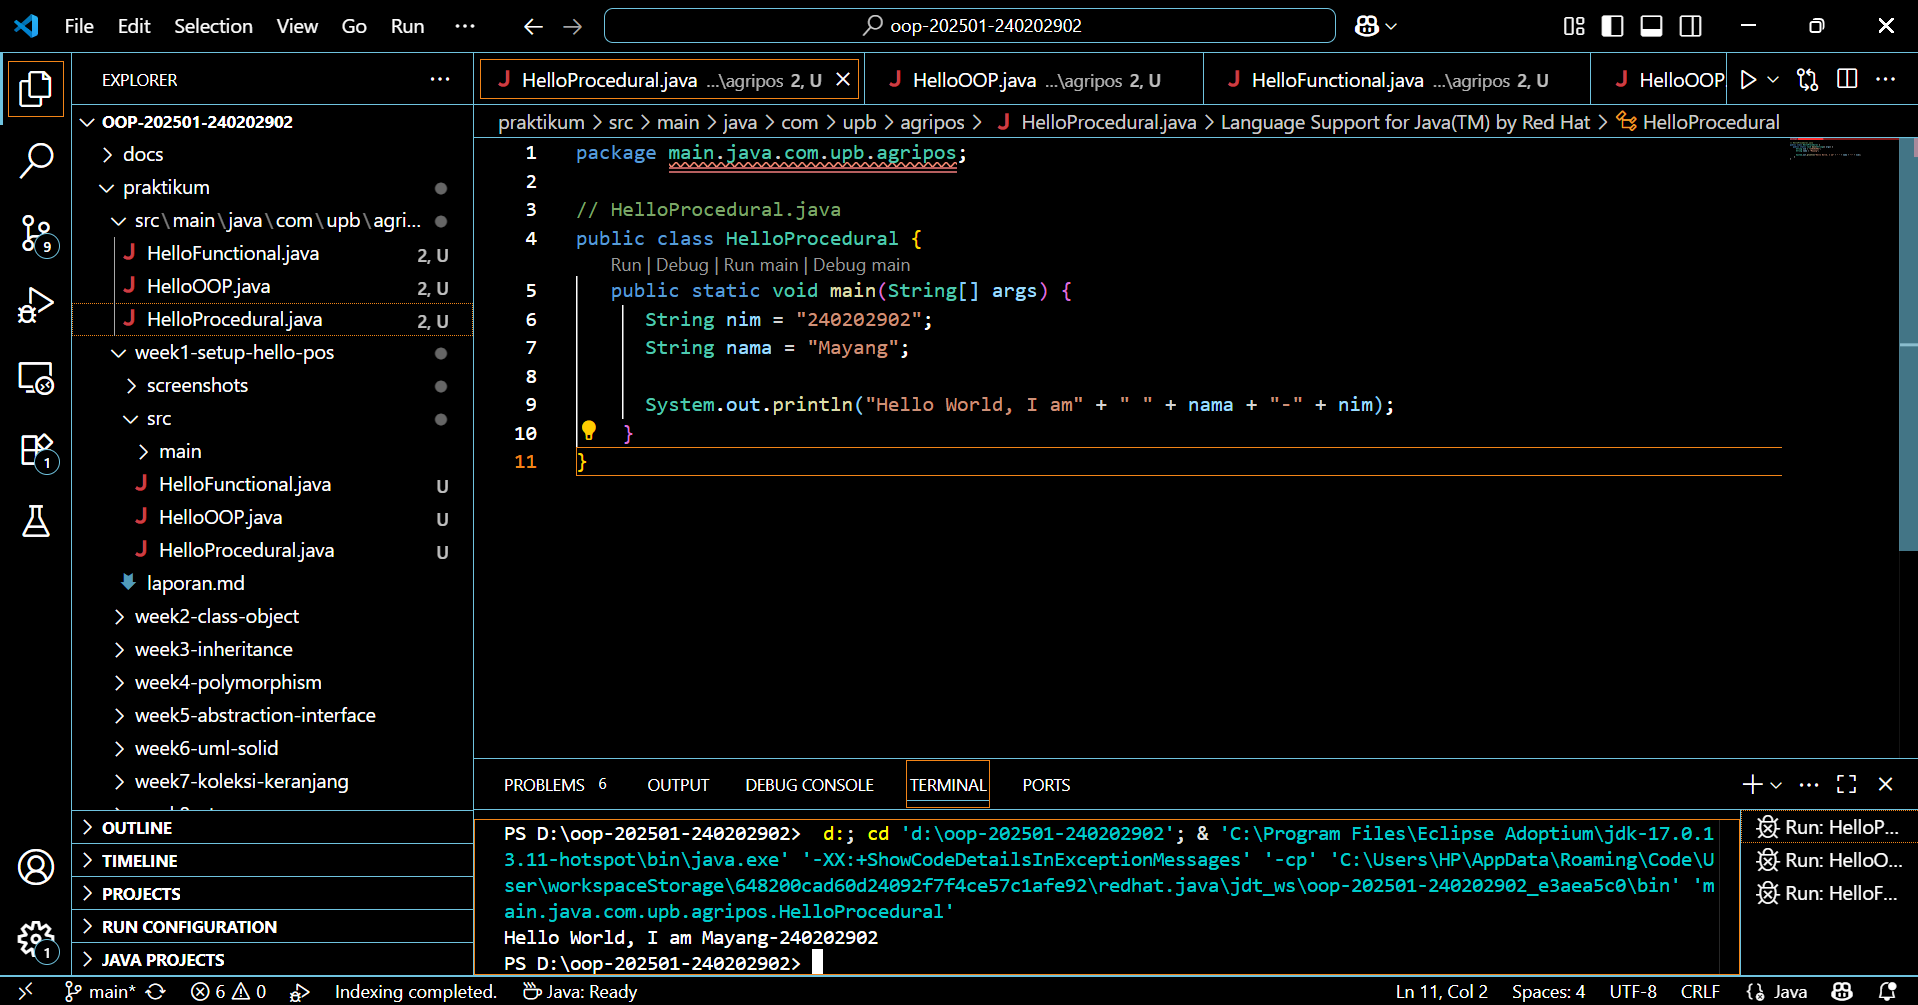 File Edit Selection View Go Run ··· oop-202501-240202902
EXPLORER ···
OOP-202501-240202902
docs
praktikum
src\main\java\com\upb\agri...
HelloFunctional.java 2, U
HelloOOP.java 2, U
HelloProcedural.java 2, U
week1-setup-hello-pos
screenshots
src
main
HelloFunctional.java U
HelloOOP.java U
HelloProcedural.java U
laporan.md
week2-class-object
week3-inheritance
week4-polymorphism
week5-abstraction-interface
week6-uml-solid
week7-koleksi-keranjang
OUTLINE
TIMELINE
PROJECTS
RUN CONFIGURATION
JAVA PROJECTS
9
1
1
HelloProcedural.java ...\agripos 2, U HelloOOP.java ...\agripos 2, U HelloFunctional.java ...\agripos 2, U HelloOOP
praktikum > src > main > java > com > upb > agripos > HelloProcedural.java > Language Support for Java(TM) by Red Hat > HelloProcedural
1 package main.java.com.upb.agripos;
2
3 // HelloProcedural.java
4 public class HelloProcedural {
Run | Debug | Run main | Debug main
5 public static void main(String[] args) {
6 String nim = "240202902";
7 String nama = "Mayang";
8
9 System.out.println("Hello World, I am" + " " + nama + "-" + nim);
10 }
11 }
PROBLEMS 6 OUTPUT DEBUG CONSOLE TERMINAL PORTS
PS D:\oop-202501-240202902> d:; cd 'd:\oop-202501-240202902'; & 'C:\Program Files\Eclipse Adoptium\jdk-17.0.1
3.11-hotspot\bin\java.exe' '-XX:+ShowCodeDetailsInExceptionMessages' '-cp' 'C:\Users\HP\AppData\Roaming\Code\U
ser\workspaceStorage\648200cad60d24092f7f4ce57c1afe92\redhat.java\jdt_ws\oop-202501-240202902_e3aea5c0\bin' 'm
ain.java.com.upb.agripos.HelloProcedural'
Hello World, I am Mayang-240202902
PS D:\oop-202501-240202902>
Run: HelloP...
Run: HelloO...
Run: HelloF...
main* 6 0 Indexing completed. Java: Ready Ln 11, Col 2 Spaces: 4 UTF-8 CRLF Java